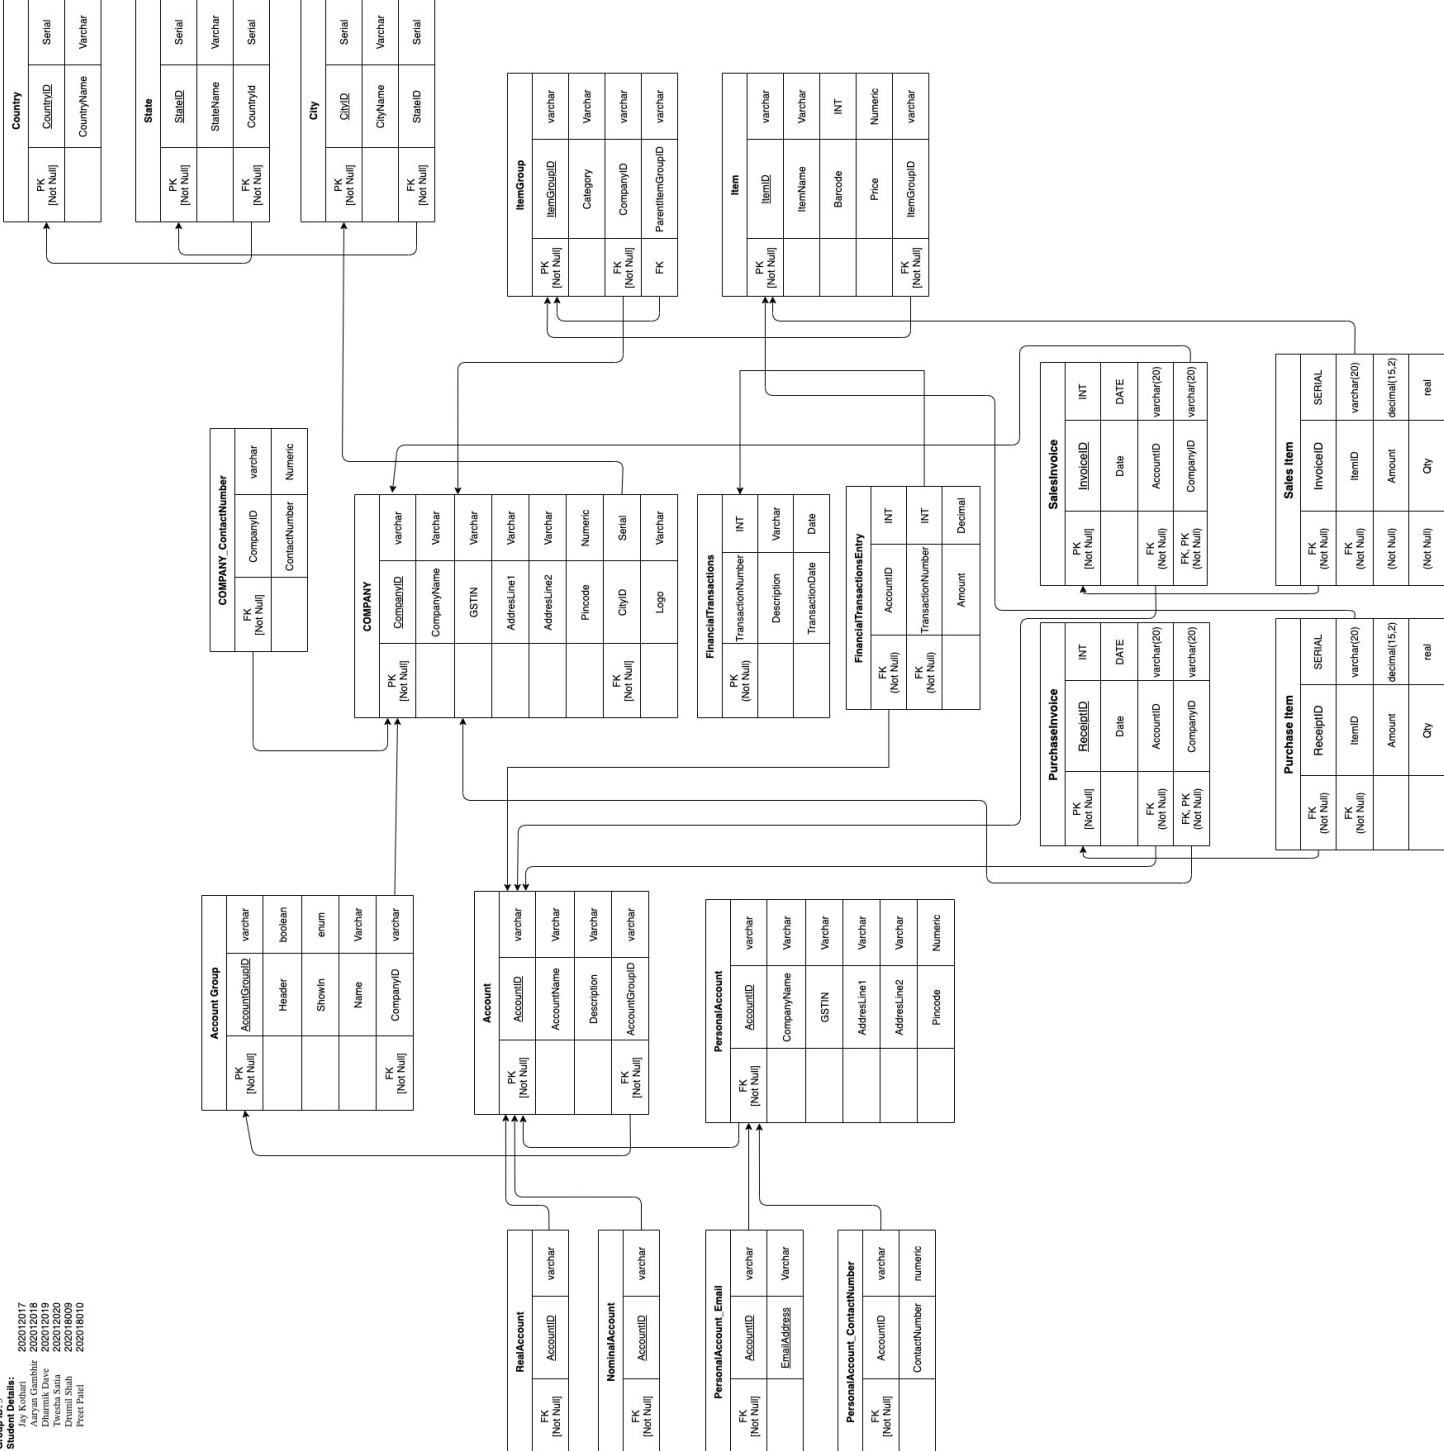 Group ID:
Student Details:
Jay Kothari 202012017
Aaryan Gambhir 202012018
Dharmik Dave 202012019
Twesha Satia 202012020
Drumil Shah 202018009
Preet Patel 202018010
Country
PK [Not Null] CountryID Serial
CountryName Varchar
State
PK [Not Null] StateID Serial
StateName Varchar
FK [Not Null] CountryId Serial
City
PK [Not Null] CityID Serial
CityName Varchar
FK [Not Null] StateID Serial
COMPANY_ContactNumber
FK [Not Null] CompanyID varchar
ContactNumber Numeric
Account Group
PK [Not Null] AccountGroupID varchar
Header boolean
ShowIn enum
Name Varchar
FK [Not Null] CompanyID varchar
COMPANY
PK [Not Null] CompanyID varchar
CompanyName Varchar
GSTIN Varchar
AddresLine1 Varchar
AddresLine2 Varchar
Pincode Numeric
FK [Not Null] CityID Serial
Logo Varchar
ItemGroup
PK [Not Null] ItemGroupID varchar
Category Varchar
FK [Not Null] CompanyID varchar
FK ParentItemGroupID varchar
Account
PK [Not Null] AccountID varchar
AccountName Varchar
Description Varchar
FK [Not Null] AccountGroupID varchar
RealAccount
FK [Not Null] AccountID varchar
NominalAccount
FK [Not Null] AccountID varchar
PersonalAccount_Email
FK [Not Null] AccountID varchar
EmailAddress Varchar
PersonalAccount
FK [Not Null] AccountID varchar
CompanyName Varchar
GSTIN Varchar
AddresLine1 Varchar
AddresLine2 Varchar
Pincode Numeric
FinancialTransactions
PK (Not Null) TransactionNumber INT
Description Varchar
TransactionDate Date
Item
PK [Not Null] ItemID varchar
ItemName Varchar
Barcode INT
Price Numeric
FK [Not Null] ItemGroupID varchar
PersonalAccount_ContactNumber
FK [Not Null] AccountID varchar
ContactNumber numeric
FinancialTransactionsEntry
FK (Not Null) AccountID INT
FK (Not Null) TransactionNumber INT
Amount Decimal
PurchaseInvoice
PK [Not Null] ReceiptID INT
Date DATE
FK (Not Null) AccountID varchar(20)
FK, PK (Not Null) CompanyID varchar(20)
SalesInvoice
PK [Not Null] InvoiceID INT
Date DATE
FK (Not Null) AccountID varchar(20)
FK, PK (Not Null) CompanyID varchar(20)
Purchase Item
FK (Not Null) ReceiptID SERIAL
FK (Not Null) ItemID varchar(20)
Amount decimal(15,2)
Qty real
Sales Item
FK (Not Null) InvoiceID SERIAL
FK (Not Null) ItemID varchar(20)
(Not Null) Amount decimal(15,2)
(Not Null) Qty real